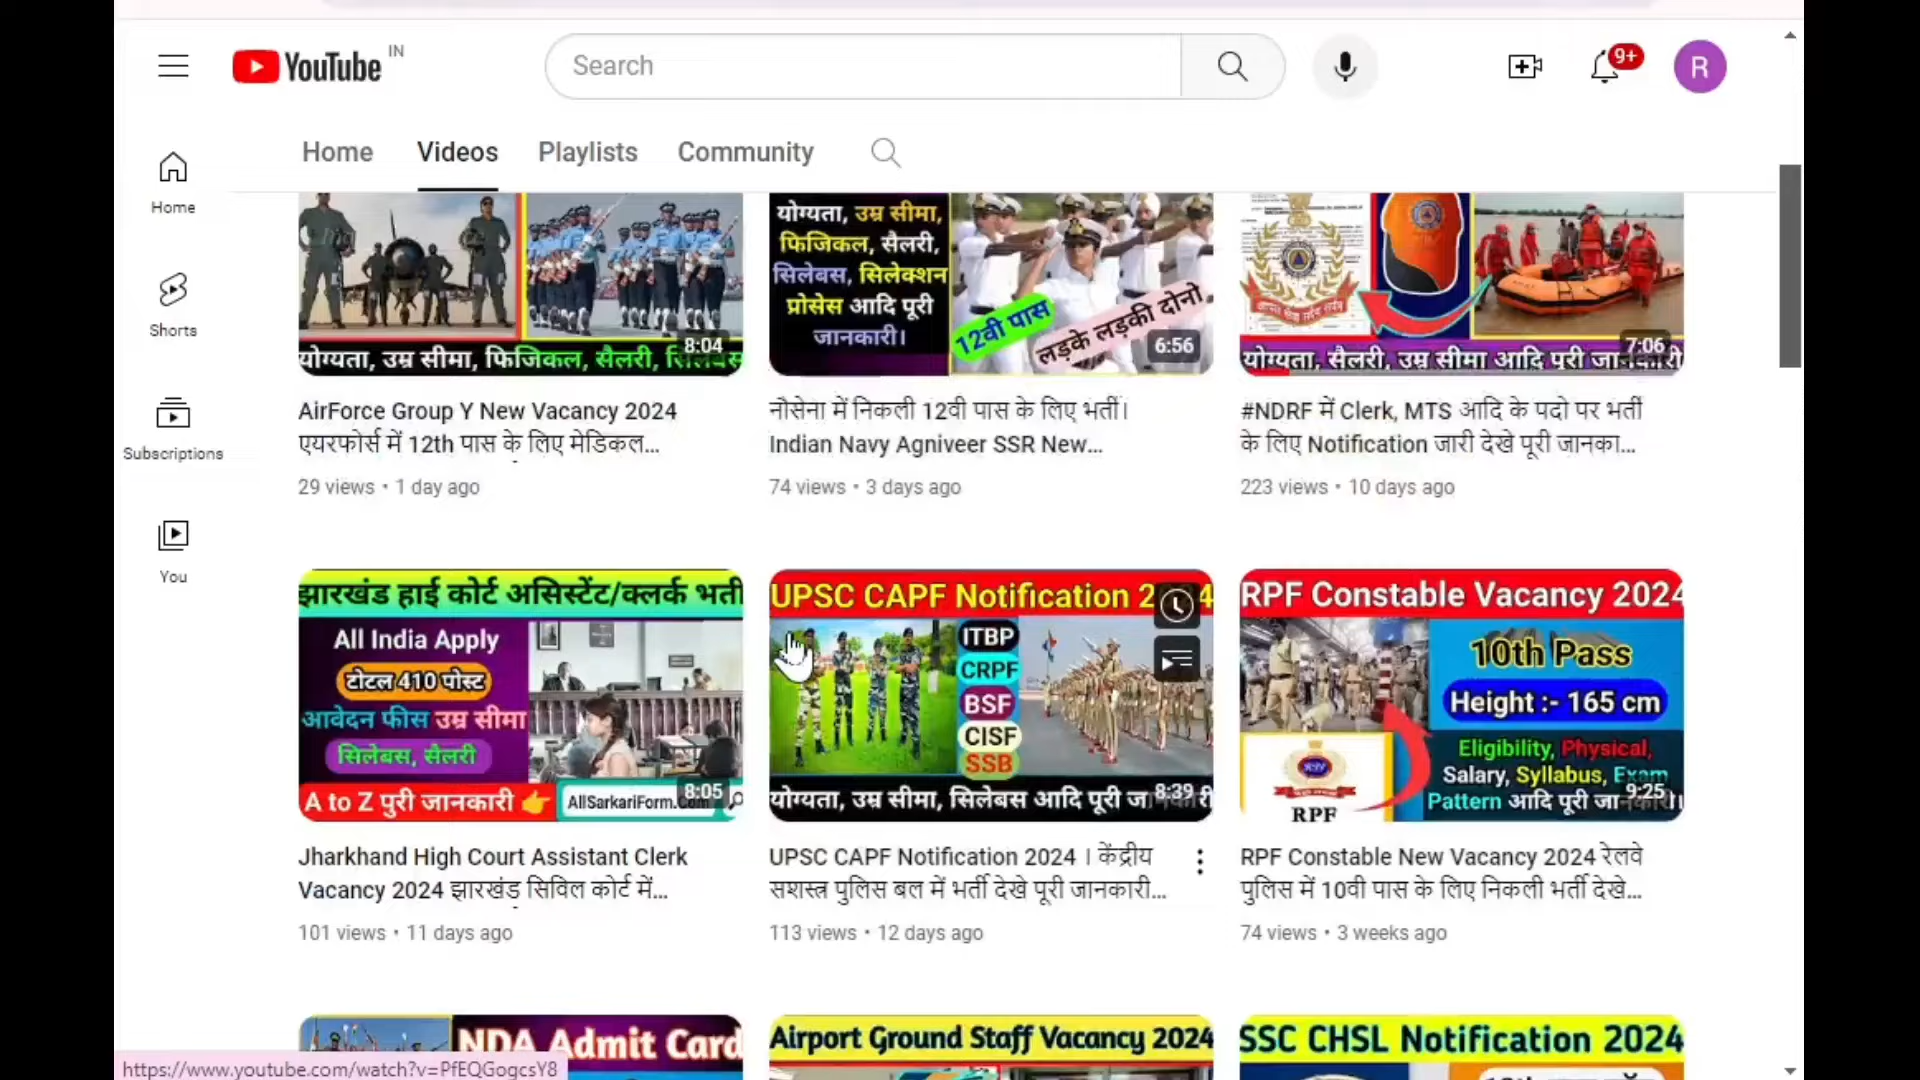 YouTube IN
Search
9+
R
Home
Videos
Playlists
Community
Home
Shorts
Subscriptions
You
योग्यता, उम्र सीमा, फिजिकल, सैलरी,
8:04
AirForce Group Y New Vacancy 2024
एयरफोर्स में 12th पास के लिए मेडिकल...
29 views • 1 day ago
योग्यता, उम्र सीमा,
फिजिकल, सैलरी,
सिलेबस, सिलेक्शन
प्रोसेस आदि पूरी
जानकारी।
12वी पास
लड़के लड़की दोनो
6:56
नौसेना में निकली 12वी पास के लिए भर्ती।
Indian Navy Agniveer SSR New...
74 views • 3 days ago
योग्यता, सैलरी, उम्र सीमा आदि पूरी जानकारी
7:06
#NDRF में Clerk, MTS आदि के पदो पर भर्ती
के लिए Notification जारी देखे पूरी जानका...
223 views • 10 days ago
झारखंड हाई कोर्ट असिस्टेंट/क्लर्क भर्ती
All India Apply
टोटल 410 पोस्ट
आवेदन फीस उम्र सीमा
सिलेबस, सैलरी
A to Z पुरी जानकारी
AllSarkariForm.Com
8:05
Jharkhand High Court Assistant Clerk
Vacancy 2024 झारखंड सिविल कोर्ट में...
101 views • 11 days ago
UPSC CAPF Notification 2 4
ITBP
CRPF
BSF
CISF
SSB
योग्यता, उम्र सीमा, सिलेबस आदि पूरी
8:39
UPSC CAPF Notification 2024 । केंद्रीय
सशस्त्र पुलिस बल में भर्ती देखे पूरी जानकारी...
113 views • 12 days ago
RPF Constable Vacancy 2024
10th Pass
Height :- 165 cm
Eligibility, Physical,
Salary, Syllabus, Exam
Pattern आदि पूरी
RPF
9:25
RPF Constable New Vacancy 2024 रेलवे
पुलिस में 10वी पास के लिए निकली भर्ती देखे...
74 views • 3 weeks ago
NDA Admit Card
Airport Ground Staff Vacancy 2024
SSC CHSL Notification 2024
https://www.youtube.com/watch?v=PfEQGogcsY8